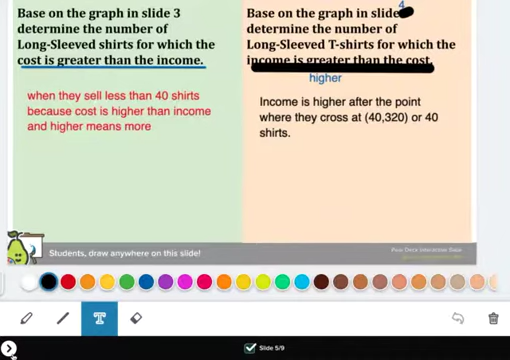 Base on the graph in slide 3
determine the number of
Long-Sleeved shirts for which the
cost is greater than the income.
when they sell less than 40 shirts
because cost is higher than income
and higher means more
4
Base on the graph in slide
determine the number of
Long-Sleeved T-shirts for which the
income is greater than the cost.
higher
Income is higher after the point
where they cross at (40,320) or 40
shirts.
Students, draw anywhere on this slide!
Pear Deck Interactive Slide
T
Slide 5/9